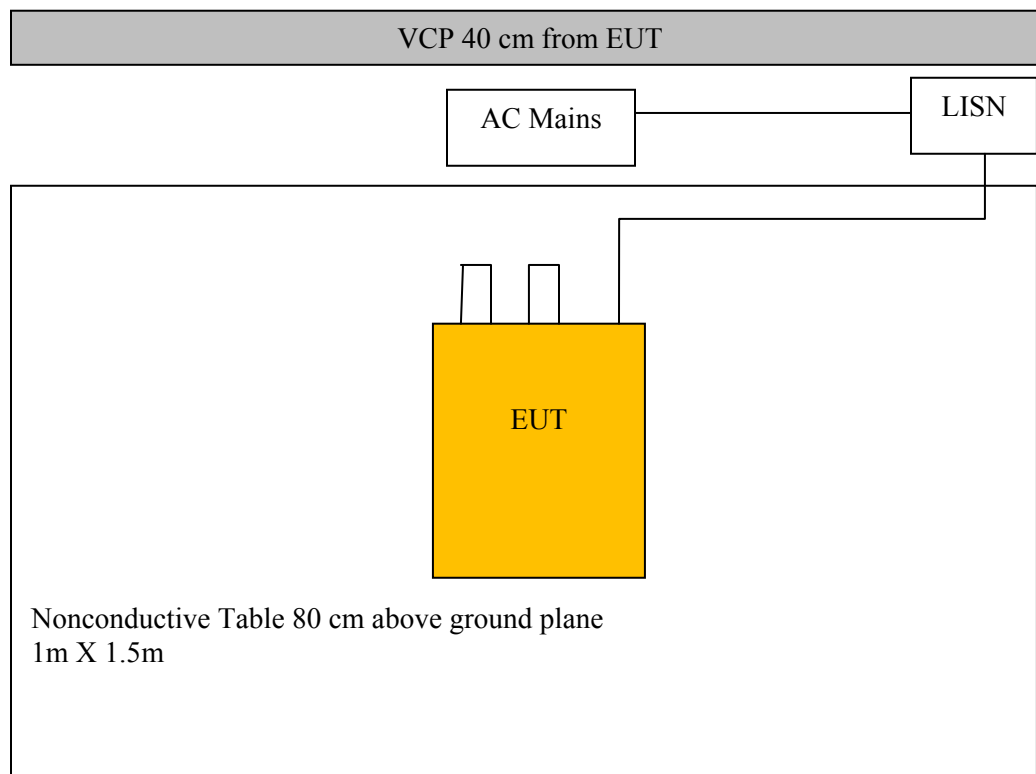 VCP 40 cm from EUT
AC Mains
LISN
EUT
Nonconductive Table 80 cm above ground plane
1m X 1.5m